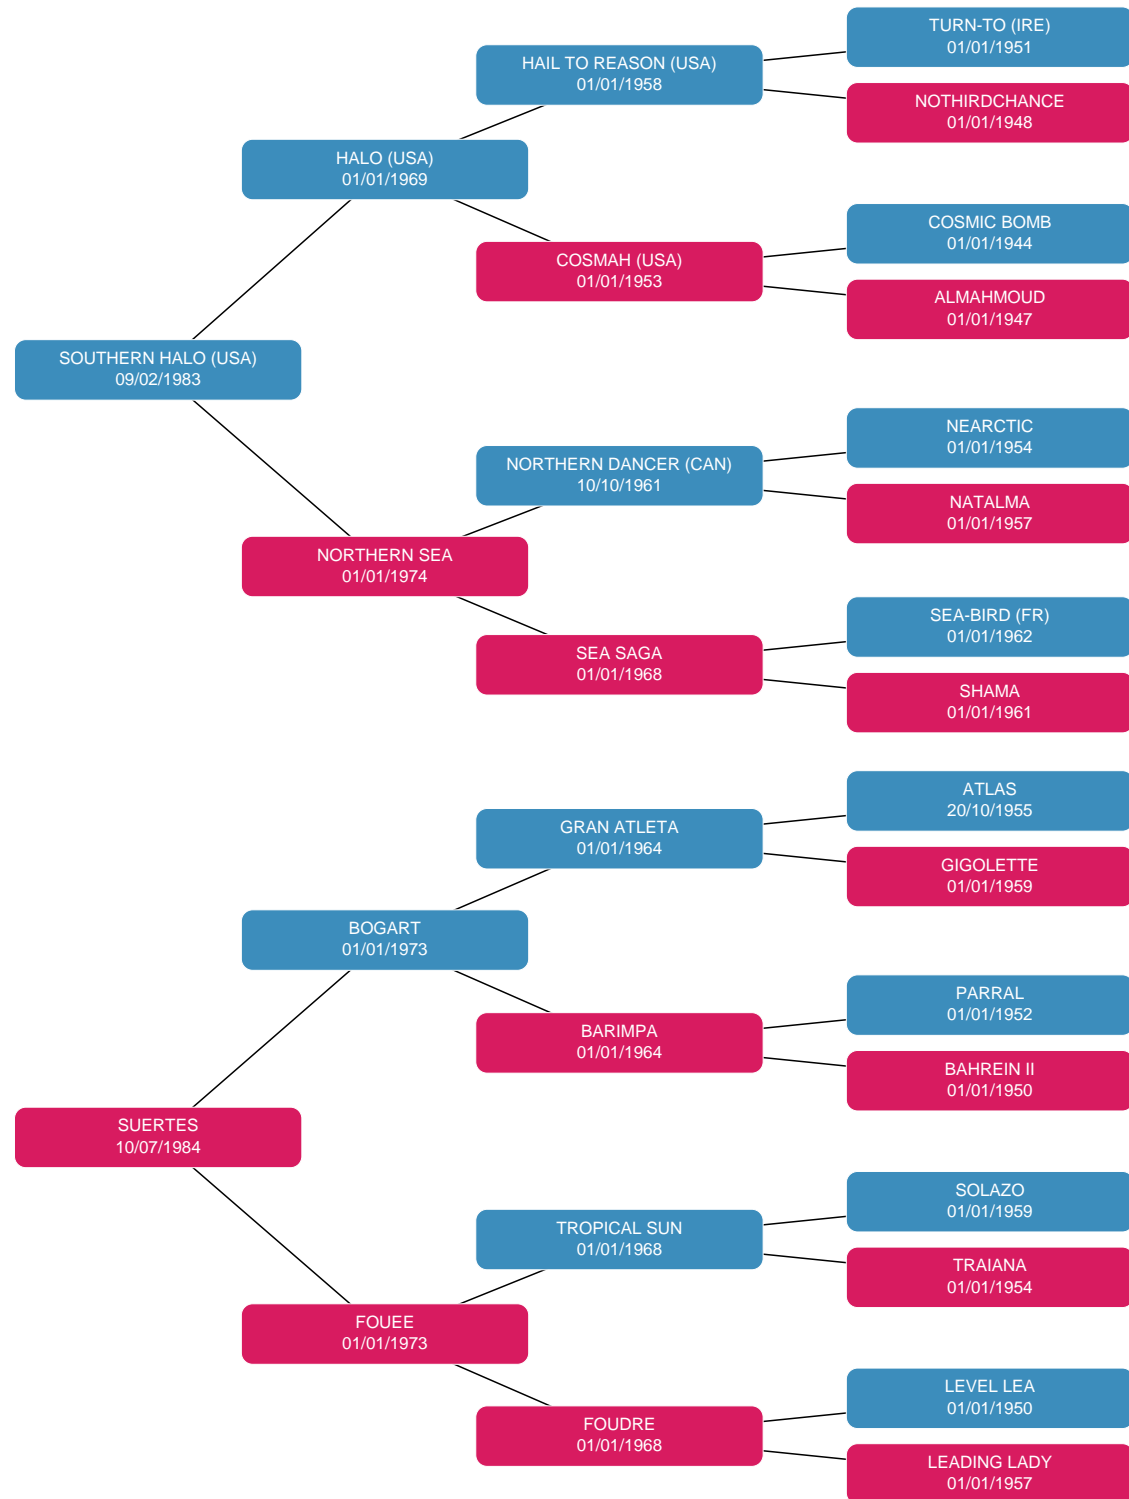 TURN-TO (IRE)
01/01/1951
HAIL TO REASON (USA)
01/01/1958
NOTHIRDCHANCE
01/01/1948
HALO (USA)
01/01/1969
COSMIC BOMB
01/01/1944
COSMAH (USA)
01/01/1953
ALMAHMOUD
01/01/1947
SOUTHERN HALO (USA)
09/02/1983
NEARCTIC
01/01/1954
NORTHERN DANCER (CAN)
10/10/1961
NATALMA
01/01/1957
NORTHERN SEA
01/01/1974
SEA-BIRD (FR)
01/01/1962
SEA SAGA
01/01/1968
SHAMA
01/01/1961
ATLAS
20/10/1955
GRAN ATLETA
01/01/1964
GIGOLETTE
01/01/1959
BOGART
01/01/1973
PARRAL
01/01/1952
BARIMPA
01/01/1964
BAHREIN II
01/01/1950
SUERTES
10/07/1984
SOLAZO
01/01/1959
TROPICAL SUN
01/01/1968
TRAIANA
01/01/1954
FOUEE
01/01/1973
LEVEL LEA
01/01/1950
FOUDRE
01/01/1968
LEADING LADY
01/01/1957